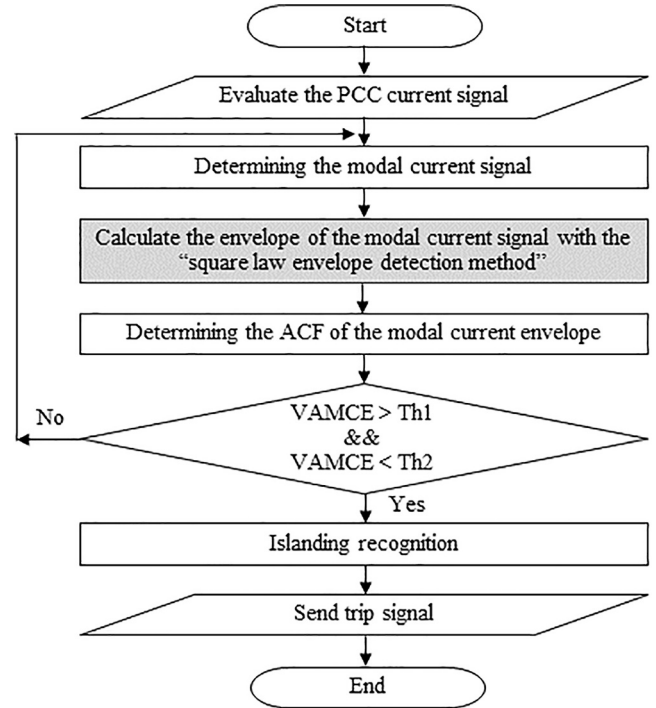 Start
Evaluate the PCC current signal
Determining the modal current signal
Calculate the envelope of the modal current signal with the
“square law envelope detection method”
Determining the ACF of the modal current envelope
No
VAMCE > Th1
&&
VAMCE < Th2
Yes
Islanding recognition
Send trip signal
End